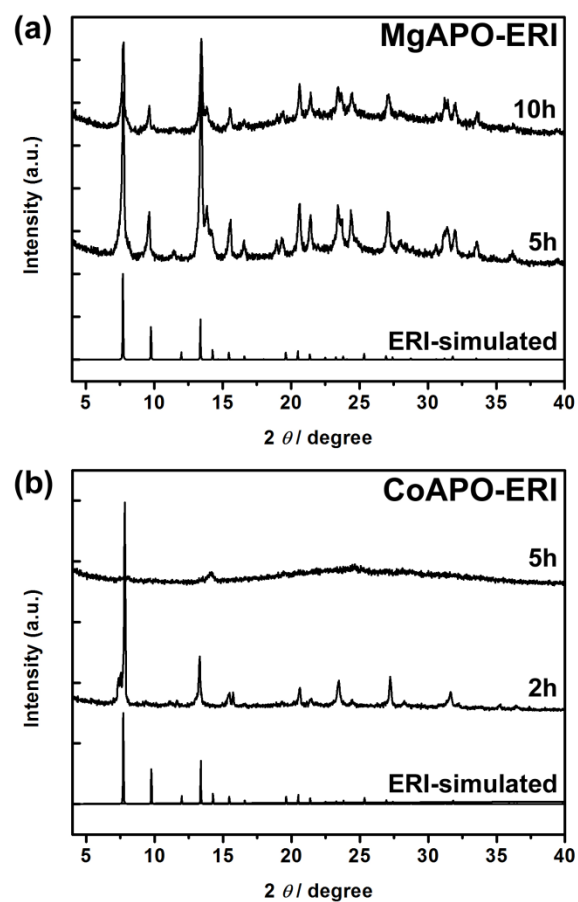 (a)
MgAPO-ERI
10h
5h
ERI-simulated
Intensity (a.u.)
5 10 15 20 25 30 35 40
2 θ / degree
(b)
CoAPO-ERI
5h
2h
ERI-simulated
Intensity (a.u.)
5 10 15 20 25 30 35 40
2 θ / degree